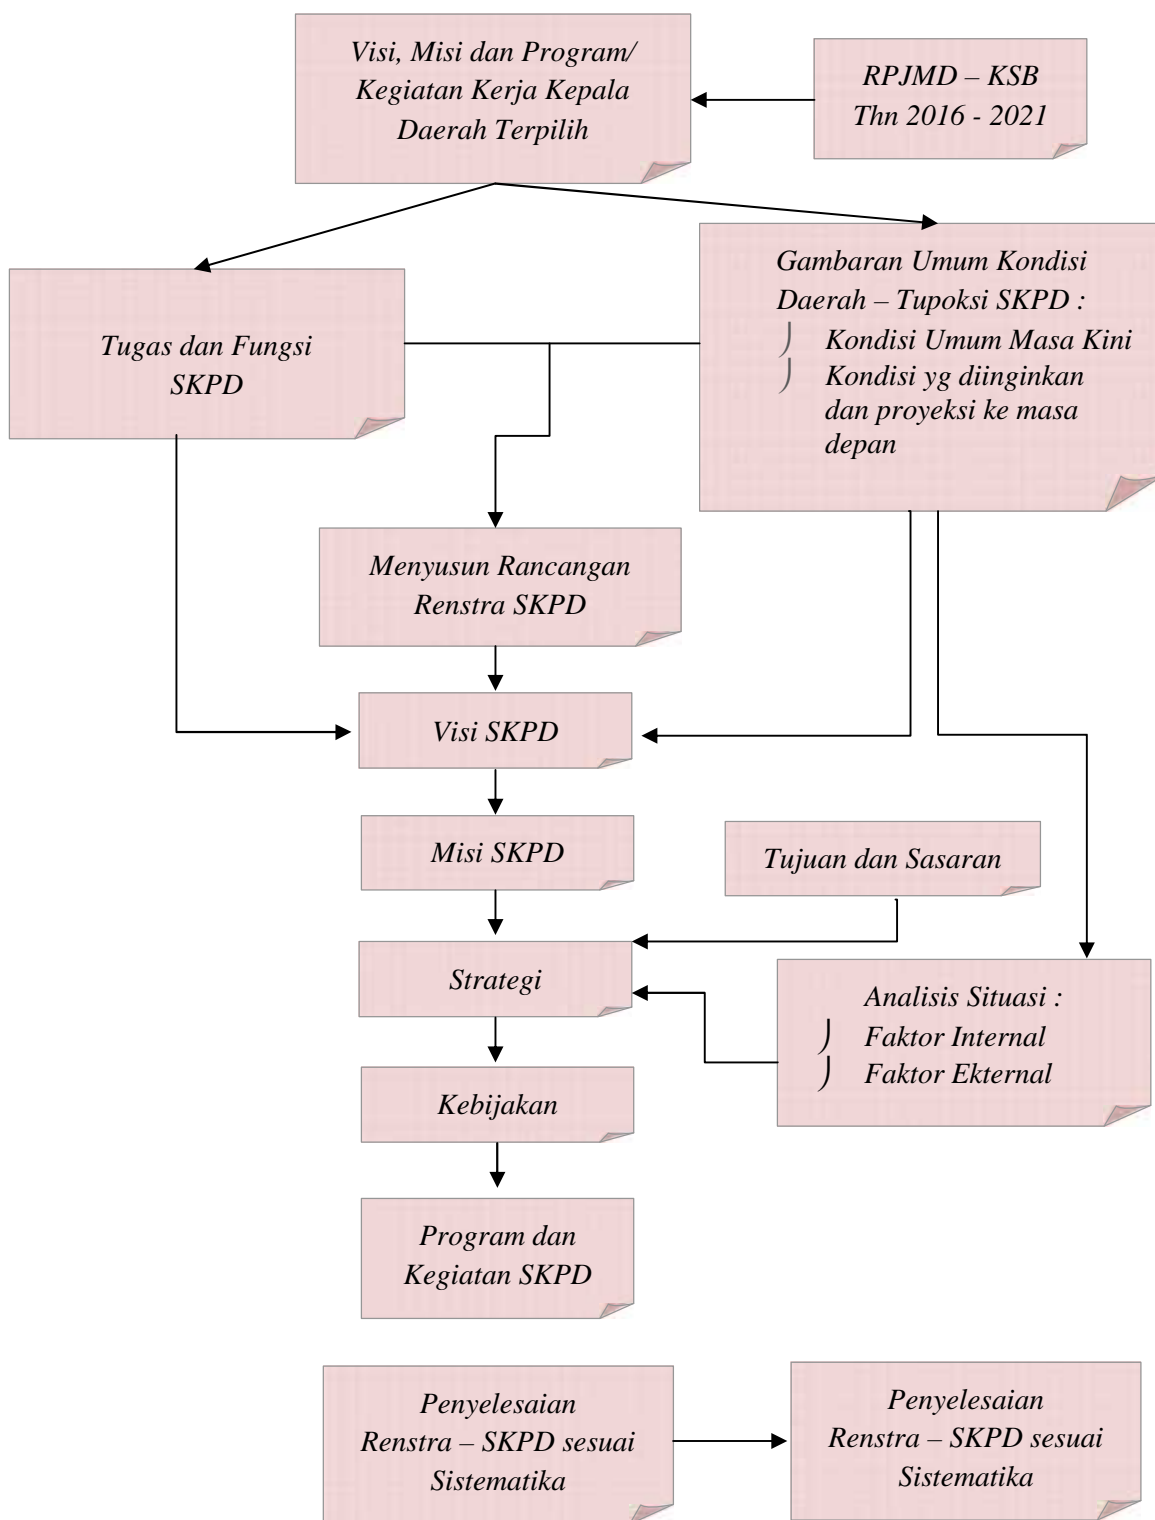 Visi, Misi dan Program/
Kegiatan Kerja Kepala
Daerah Terpilih
RPJMD – KSB
Thn 2016 - 2021
Tugas dan Fungsi
SKPD
Gambaran Umum Kondisi
Daerah – Tupoksi SKPD :
Kondisi Umum Masa Kini
Kondisi yg diinginkan
dan proyeksi ke masa
depan
Menyusun Rancangan
Renstra SKPD
Visi SKPD
Misi SKPD
Tujuan dan Sasaran
Strategi
Analisis Situasi :
Faktor Internal
Faktor Ekternal
Kebijakan
Program dan
Kegiatan SKPD
Penyelesaian
Renstra – SKPD sesuai
Sistematika
Penyelesaian
Renstra – SKPD sesuai
Sistematika